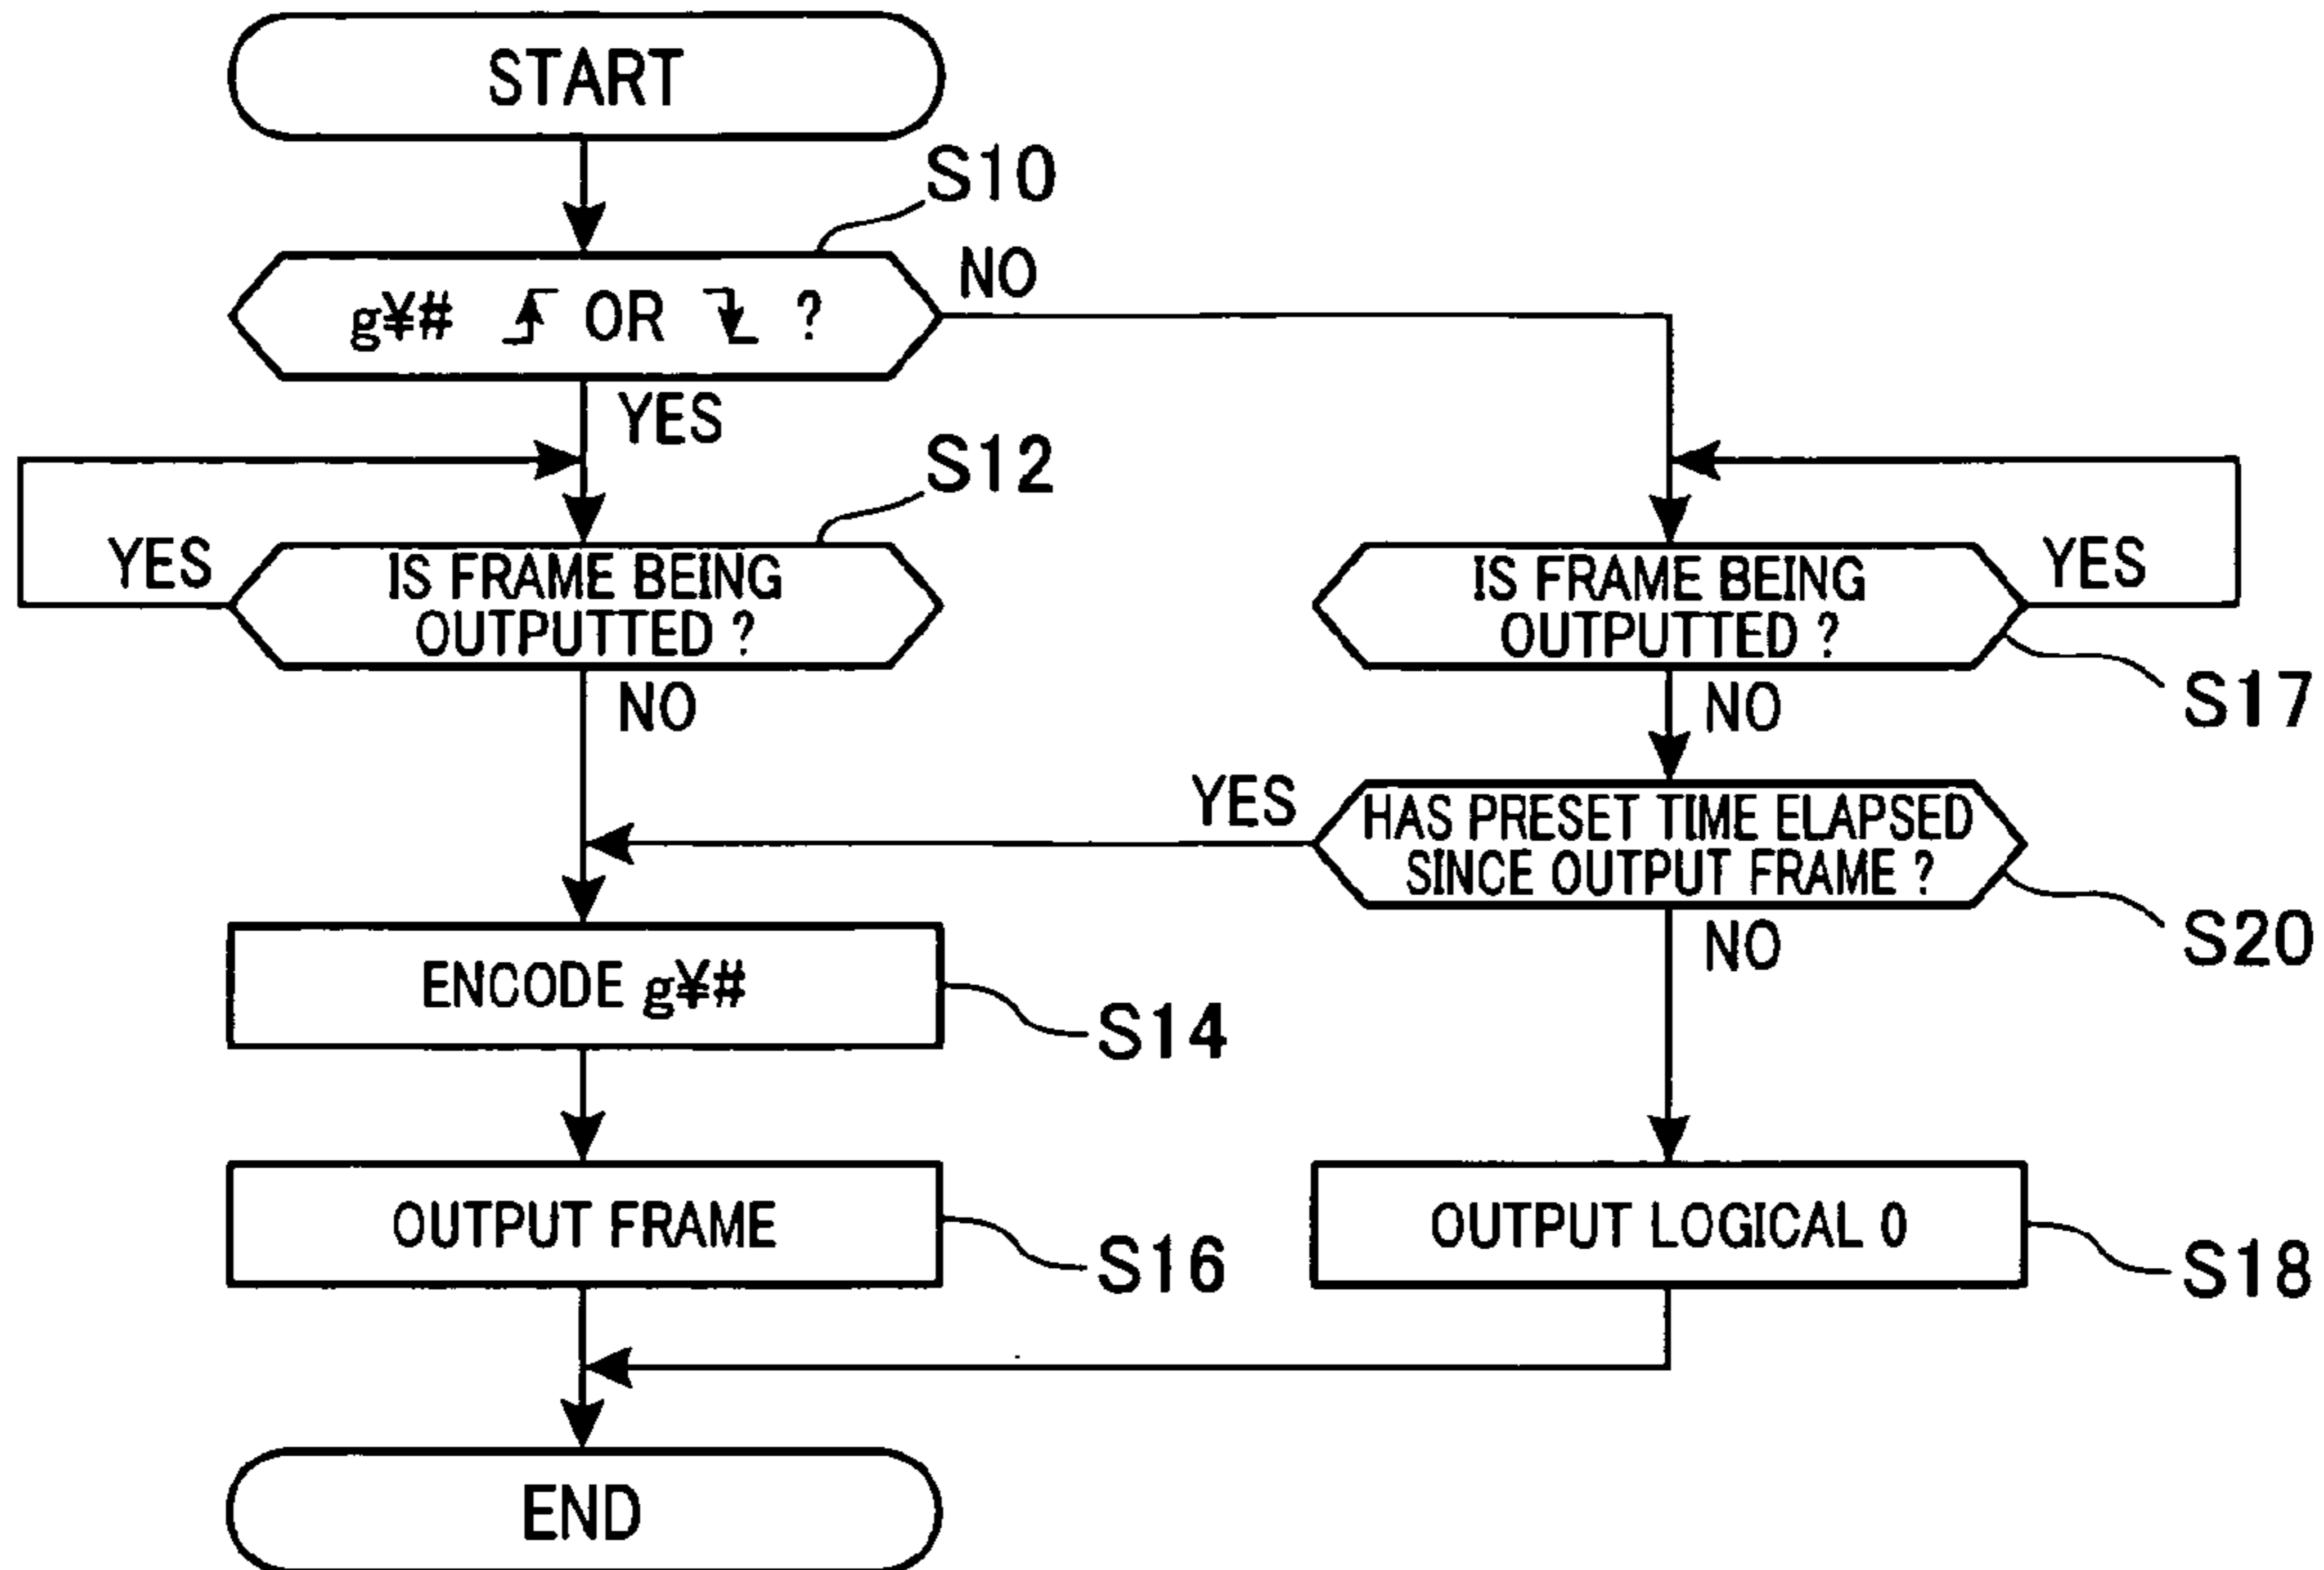 START
S10
g¥# OR ?
NO
YES
S12
YES
IS FRAME BEING
OUTPUTTED ?
NO
IS FRAME BEING
OUTPUTTED ?
YES
S17
NO
YES
HAS PRESET TIME ELAPSED
SINCE OUTPUT FRAME ?
S20
NO
ENCODE g¥#
S14
OUTPUT FRAME
S16
OUTPUT LOGICAL 0
S18
END